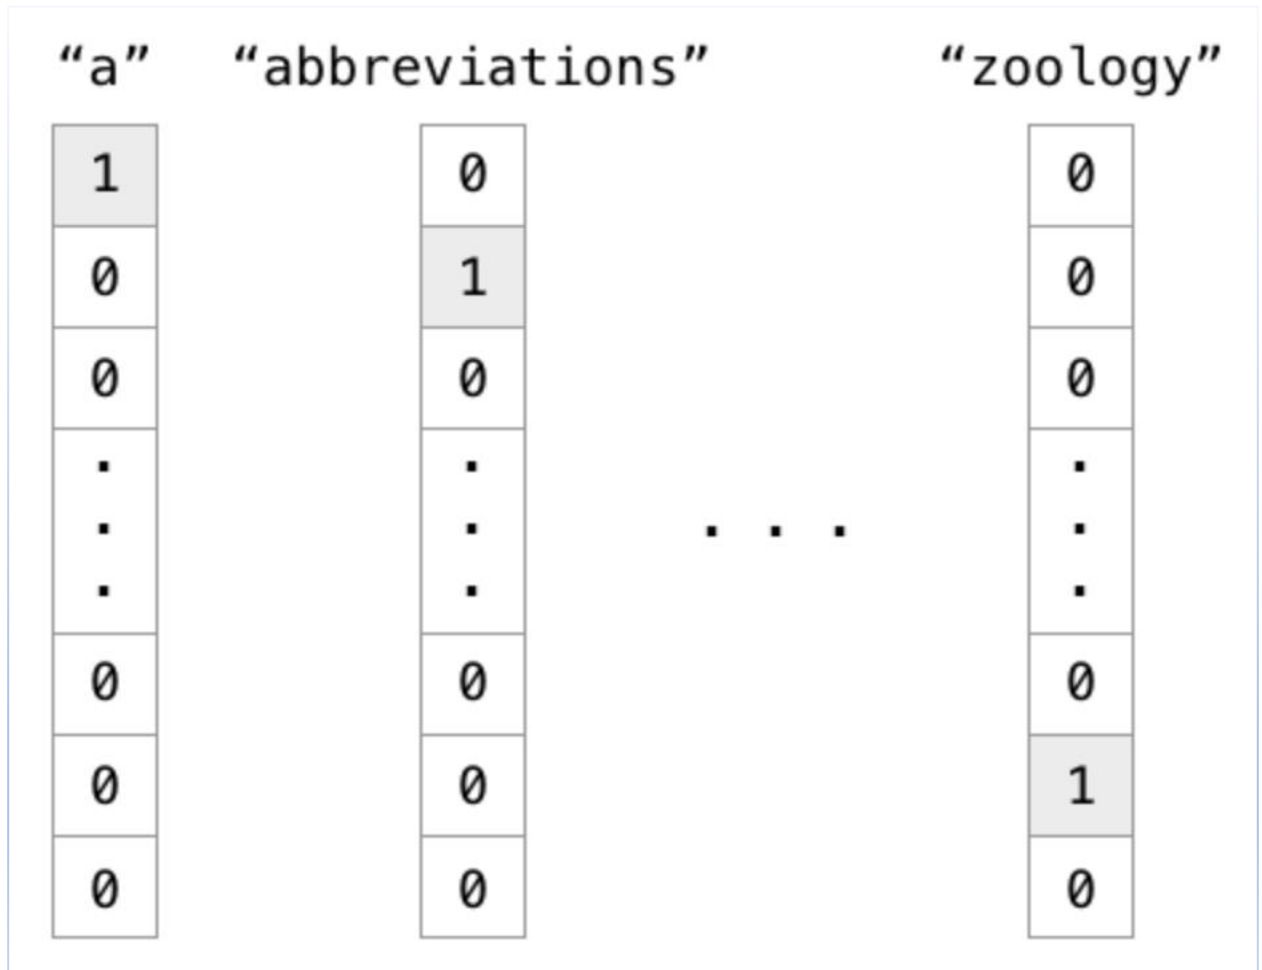 “a” “abbreviations” “zoology”
1 0 0
0 1 0
0 0 0
. . .
. . . . . .
. . .
0 0 0
0 0 1
0 0 0